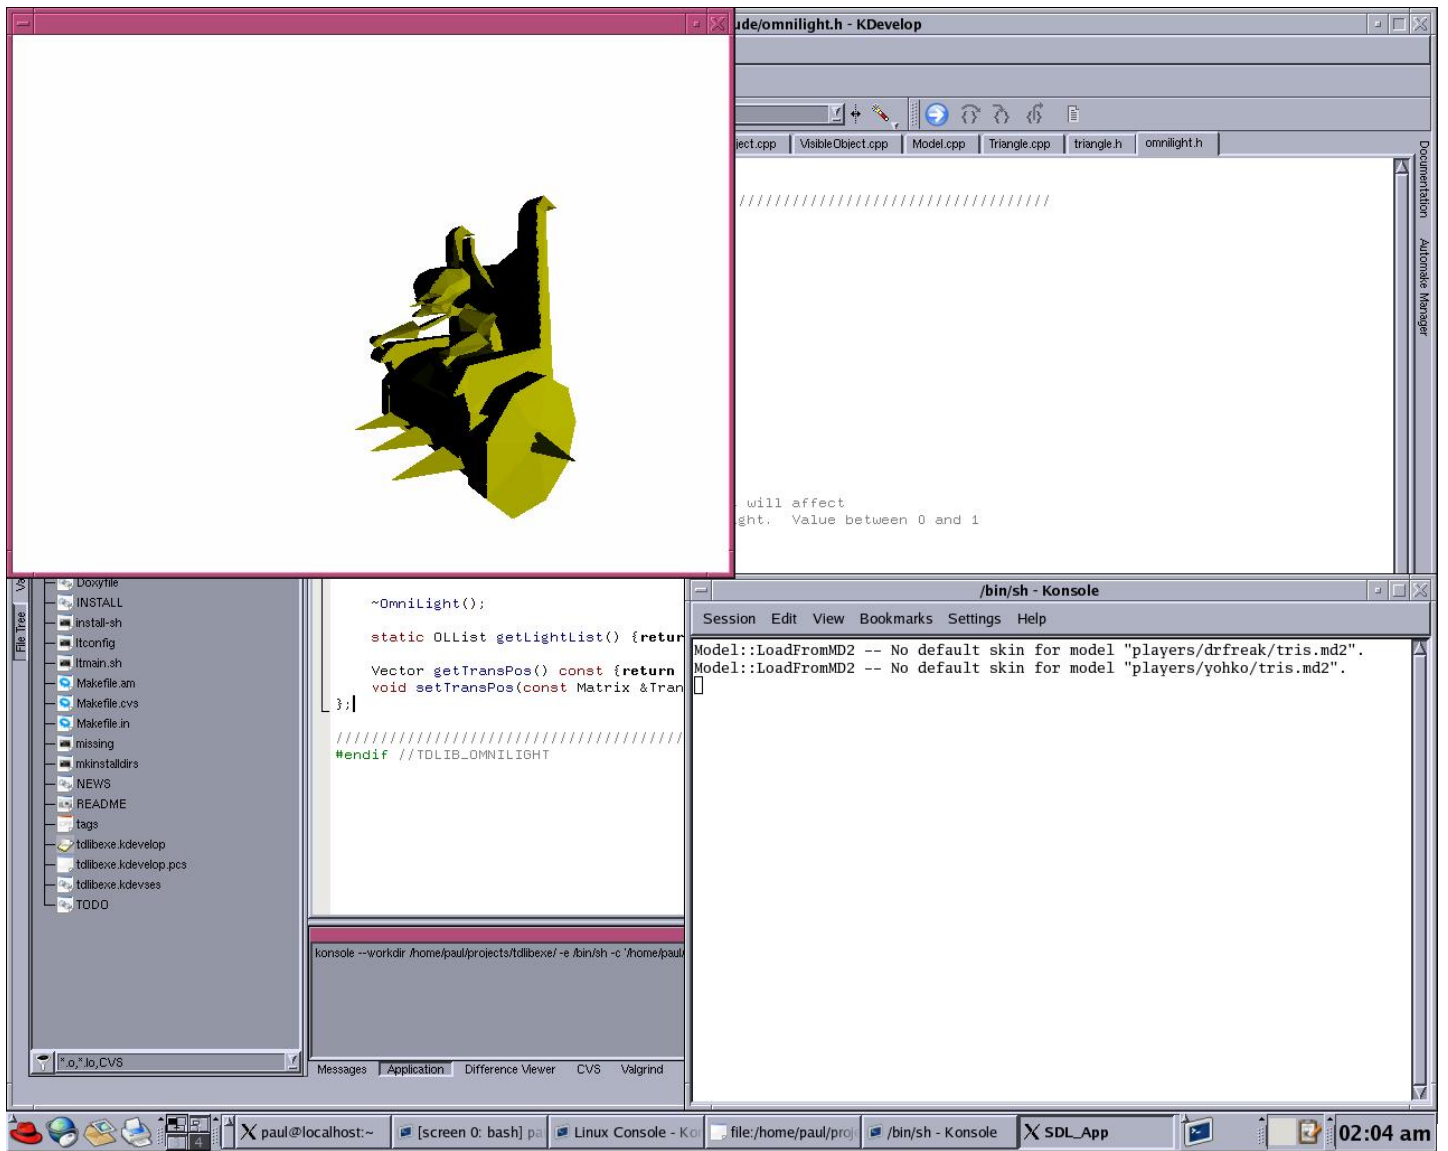 ude/omnilight.h - KDevelop
ject.cpp
VisibleObject.cpp
Model.cpp
Triangle.cpp
triangle.h
omnilight.h
Documentation
Automake Manager
///////////////////////////////////
will affect
ght.  Value between 0 and 1
File Tree
Doxyfile
INSTALL
install-sh
ltconfig
ltmain.sh
Makefile.am
Makefile.cvs
Makefile.in
missing
mkinstalldirs
NEWS
README
tags
tdlibexe.kdevelop
tdlibexe.kdevelop.pcs
tdlibexe.kdevses
TODO
*.o,*.lo,CVS
~OmniLight();
static OLList getLightList() {retur
Vector getTransPos() const {return
void setTransPos(const Matrix &Tran
};
///////////////////////////////////////
#endif //TDLIB_OMNILIGHT
konsole --workdir /home/paul/projects/tdlibexe/ -e /bin/sh -c '/home/paul/
Messages
Application
Difference Viewer
CVS
Valgrind
/bin/sh - Konsole
Session Edit View Bookmarks Settings Help
Model::LoadFromMD2 -- No default skin for model "players/drfreak/tris.md2".
Model::LoadFromMD2 -- No default skin for model "players/yohko/tris.md2".
4
paul@localhost:~
[screen 0: bash] pa
Linux Console - Ko
file:/home/paul/proj
/bin/sh - Konsole
SDL_App
02:04 am